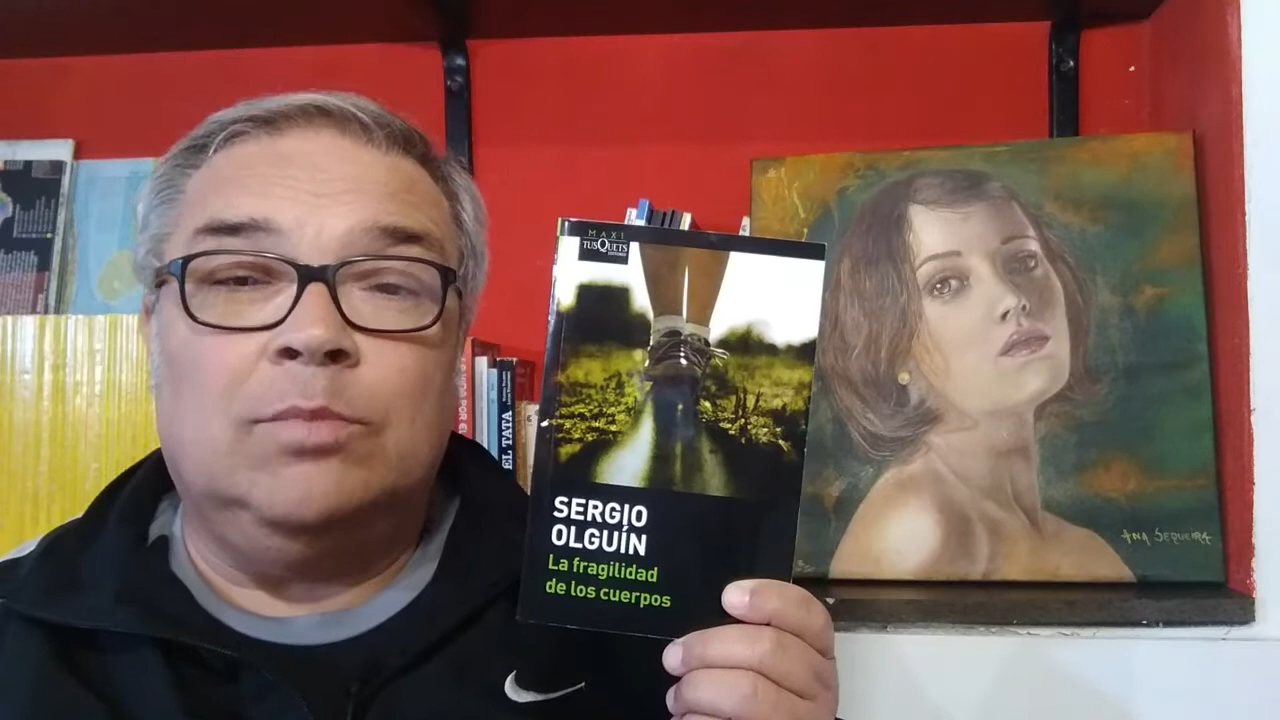 MAXI
TUSQUETS
EDITORES
SERGIO
OLGUÍN
La fragilidad
de los cuerpos
EL TATA
ANA SEQUEIRA